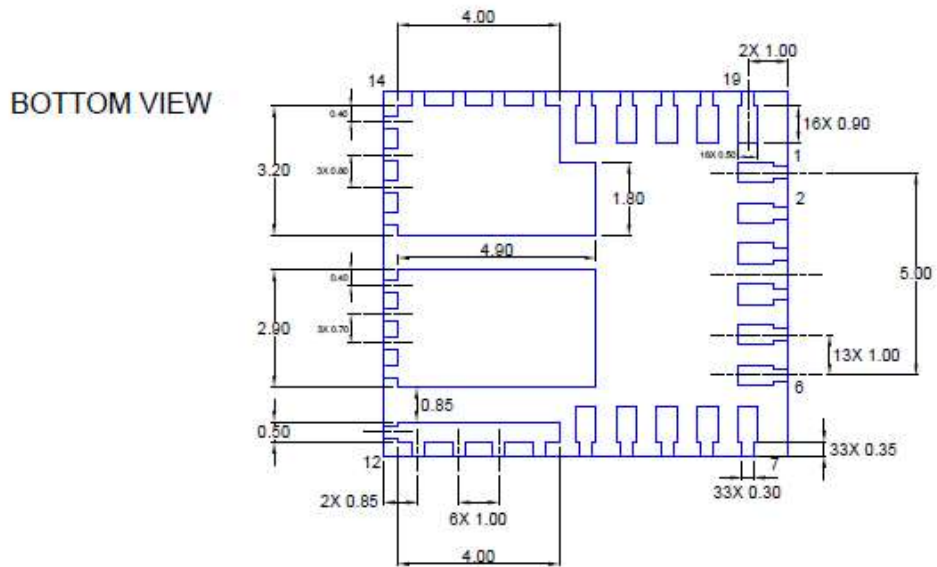 4.00
2X 1.00
14
19
BOTTOM VIEW
0.40
16X 0.90
16X 0.50
1
3.20
3X 0.80
1.80
2
4.90
0.40
5.00
2.90
3X 0.70
13X 1.00
6
0.85
0.50
12
7
33X 0.35
2X 0.85
33X 0.30
6X 1.00
4.00